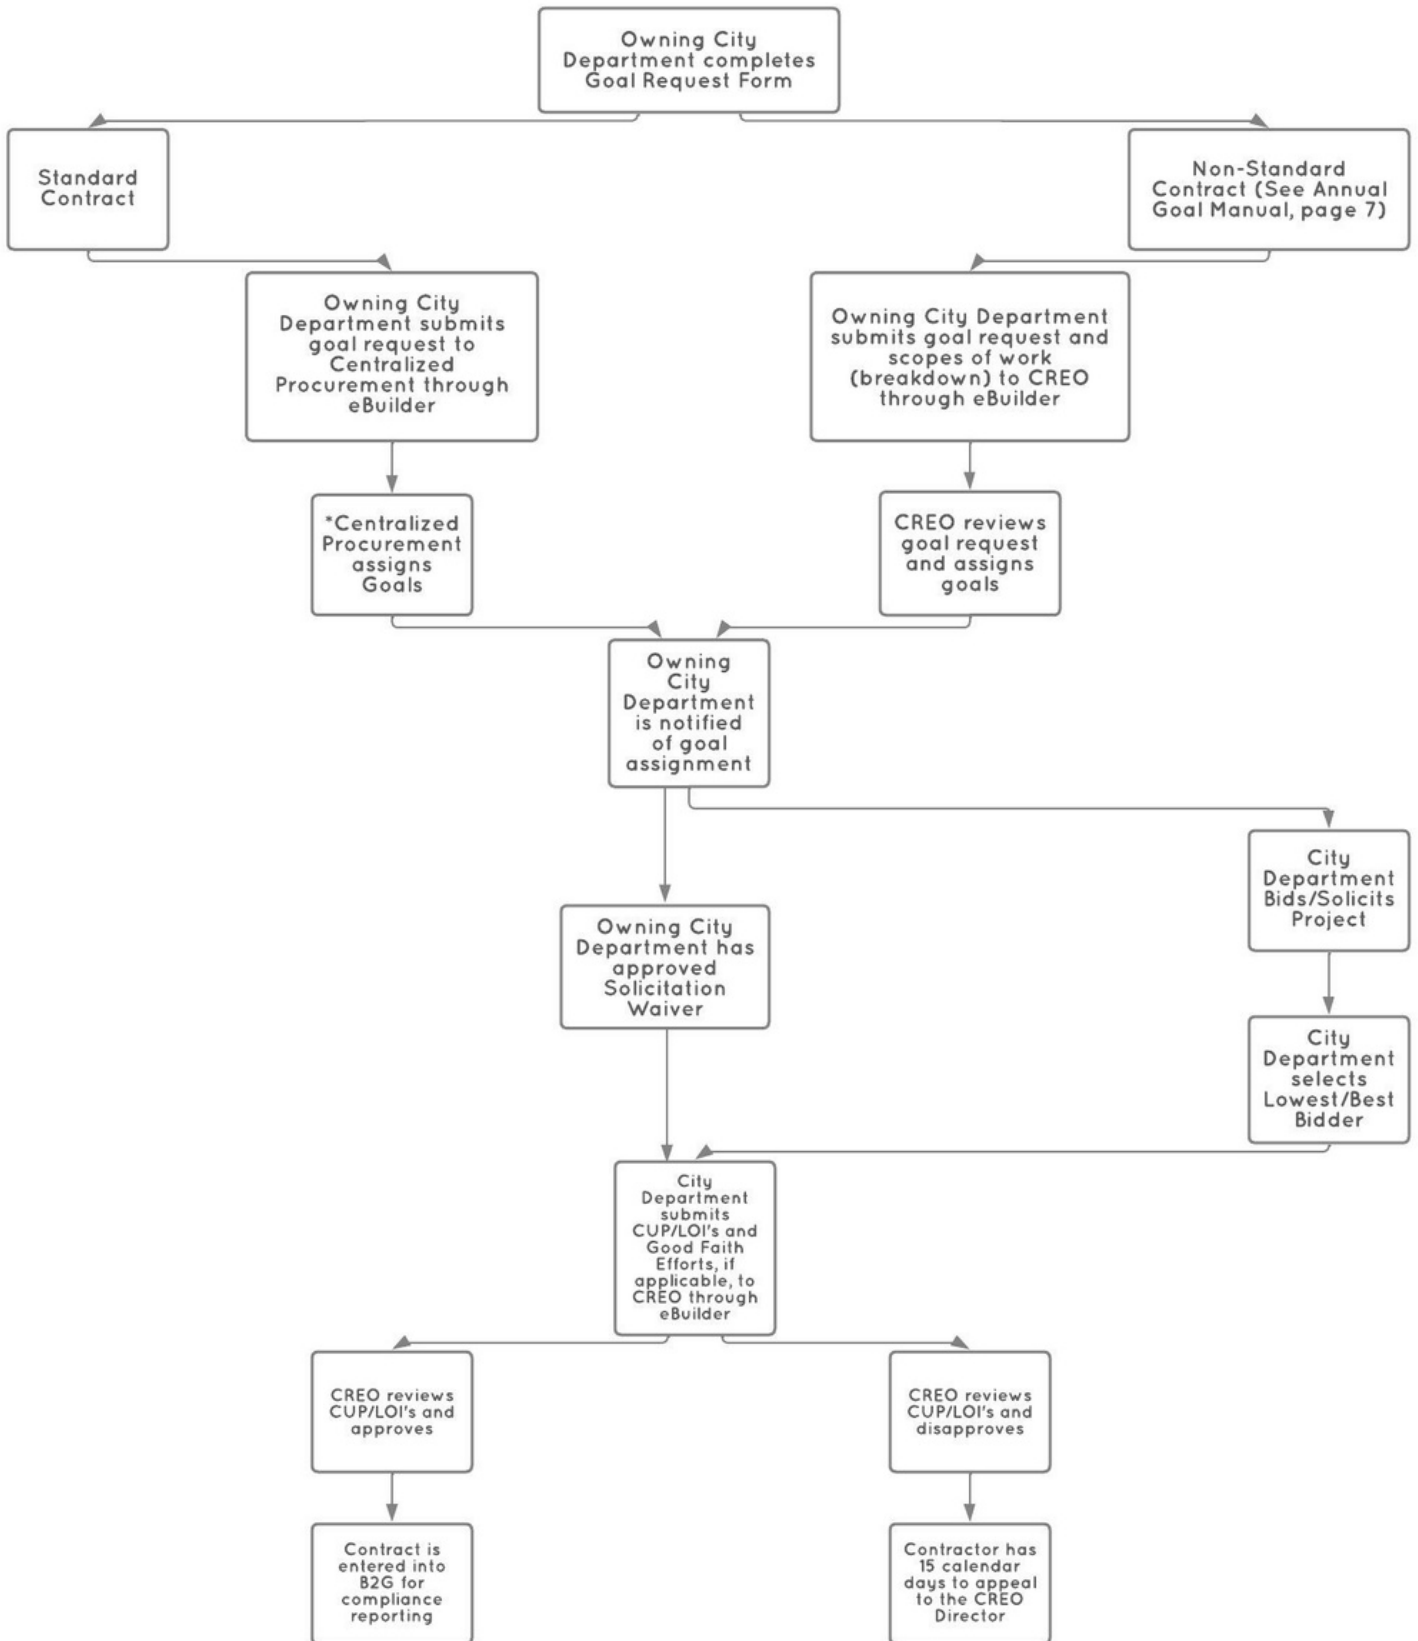 Owning City
Department completes
Goal Request Form
Standard
Contract
Non-Standard
Contract (See Annual
Goal Manual, page 7)
Owning City
Department submits
goal request to
Centralized
Procurement through
eBuilder
Owning City Department
submits goal request and
scopes of work
(breakdown) to CREO
through eBuilder
*Centralized
Procurement
assigns
Goals
CREO reviews
goal request
and assigns
goals
Owning
City
Department
is notified
of goal
assignment
City
Department
Bids/Solicits
Project
Owning City
Department has
approved
Solicitation
Waiver
City
Department
selects
Lowest/Best
Bidder
City
Department
submits
CUP/LOI's and
Good Faith
Efforts, if
applicable, to
CREO through
eBuilder
CREO reviews
CUP/LOI's and
approves
CREO reviews
CUP/LOI's and
disapproves
Contract is
entered into
B2G for
compliance
reporting
Contractor has
15 calendar
days to appeal
to the CREO
Director